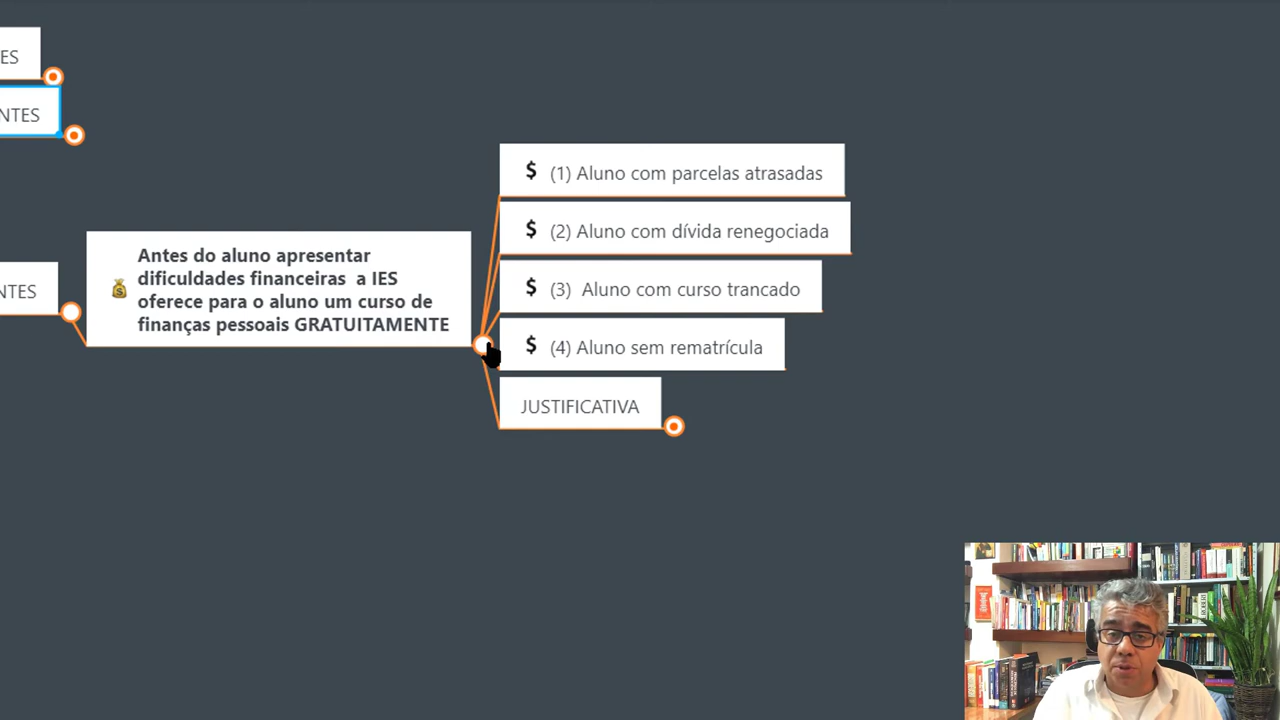 ES
NTES
$ (1) Aluno com parcelas atrasadas
$ (2) Aluno com dívida renegociada
Antes do aluno apresentar
dificuldades financeiras a IES
oferece para o aluno um curso de
finanças pessoais GRATUITAMENTE
NTES
$ (3) Aluno com curso trancado
$ (4) Aluno sem rematrícula
JUSTIFICATIVA